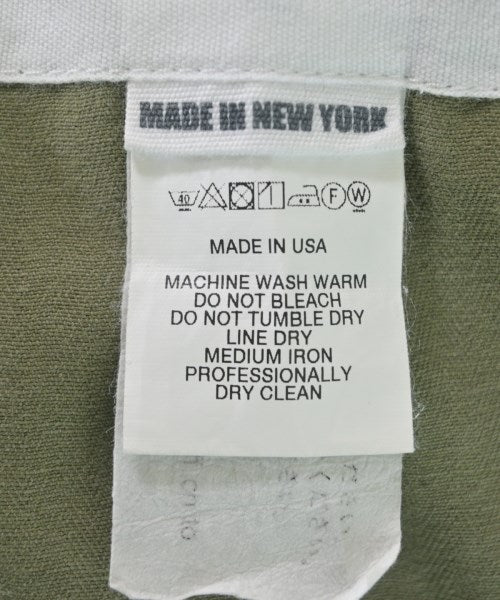 MADE IN NEW YORK
40 F W
MADE IN USA
MACHINE WASH WARM
DO NOT BLEACH
DO NOT TUMBLE DRY
LINE DRY
MEDIUM IRON
PROFESSIONALLY
DRY CLEAN